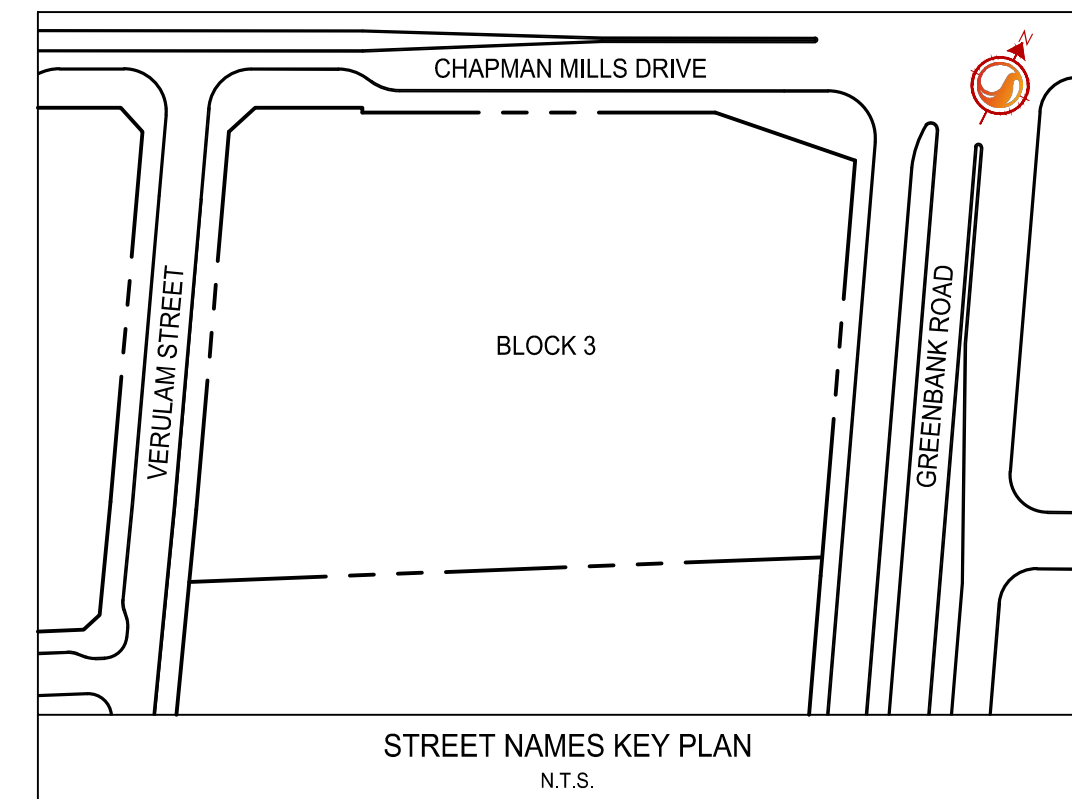 CHAPMAN MILLS DRIVE
N
VERULAM STREET
BLOCK 3
GREENBANK ROAD
STREET NAMES KEY PLAN
N.T.S.